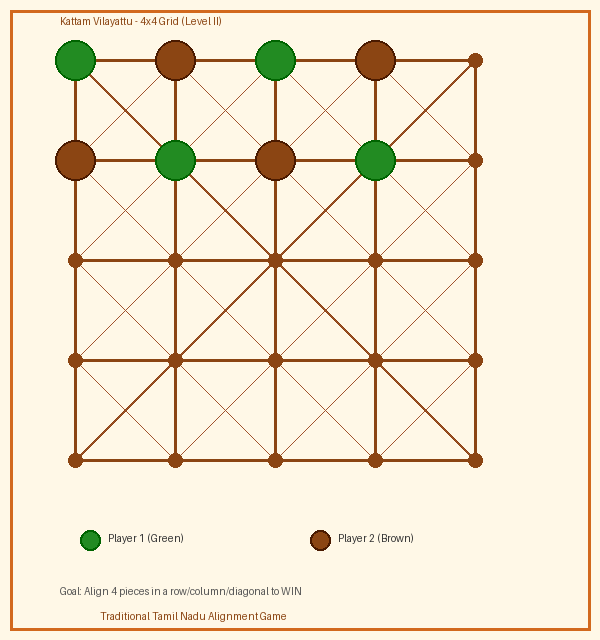 Kattam Vilayattu - 4x4 Grid (Level II)
Player 1 (Green)
Player 2 (Brown)
Goal: Align 4 pieces in a row/column/diagonal to WIN
Traditional Tamil Nadu Alignment Game